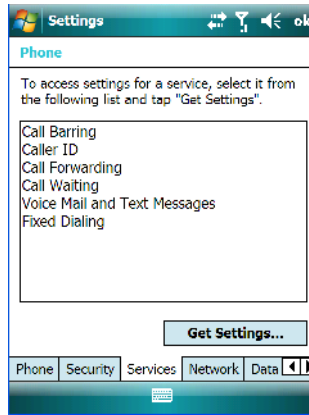 Settings ok
Phone
To access settings for a service, select it from
the following list and tap "Get Settings".
Call Barring
Caller ID
Call Forwarding
Call Waiting
Voice Mail and Text Messages
Fixed Dialing
Get Settings...
Phone Security Services Network Data